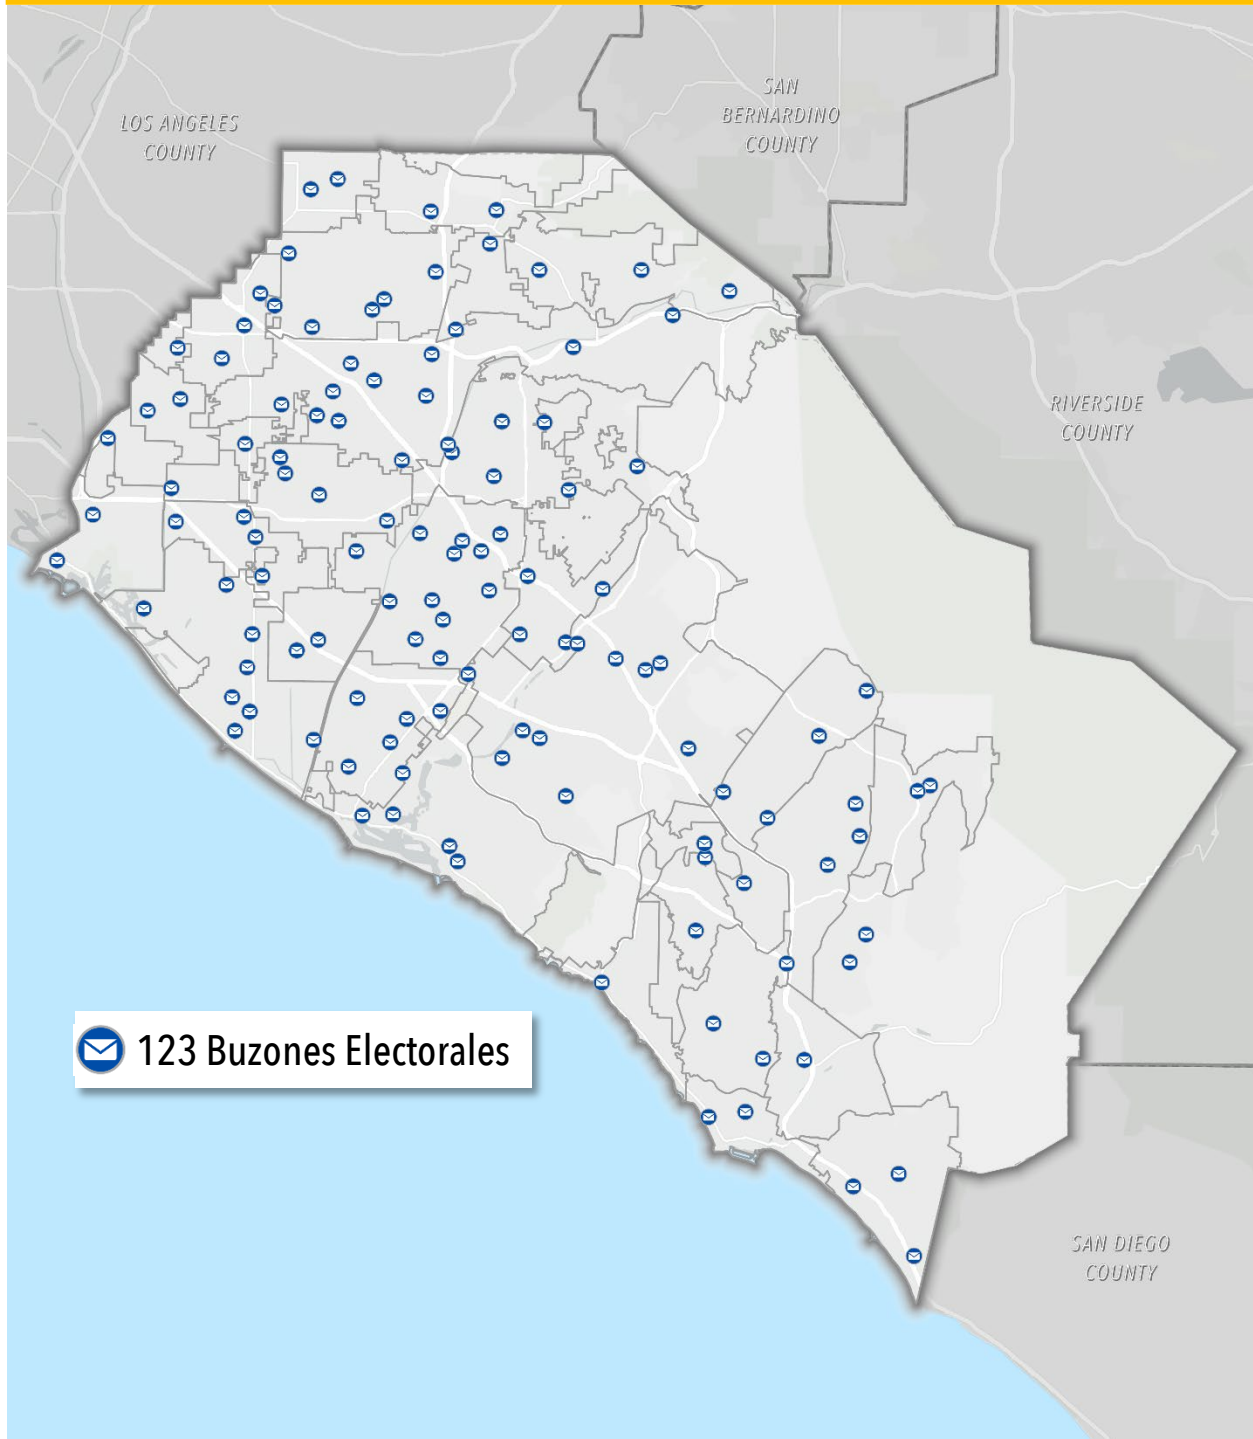 SAN
BERNARDINO
COUNTY
LOS ANGELES
COUNTY
RIVERSIDE
COUNTY
123 Buzones Electorales
SAN DIEGO
COUNTY